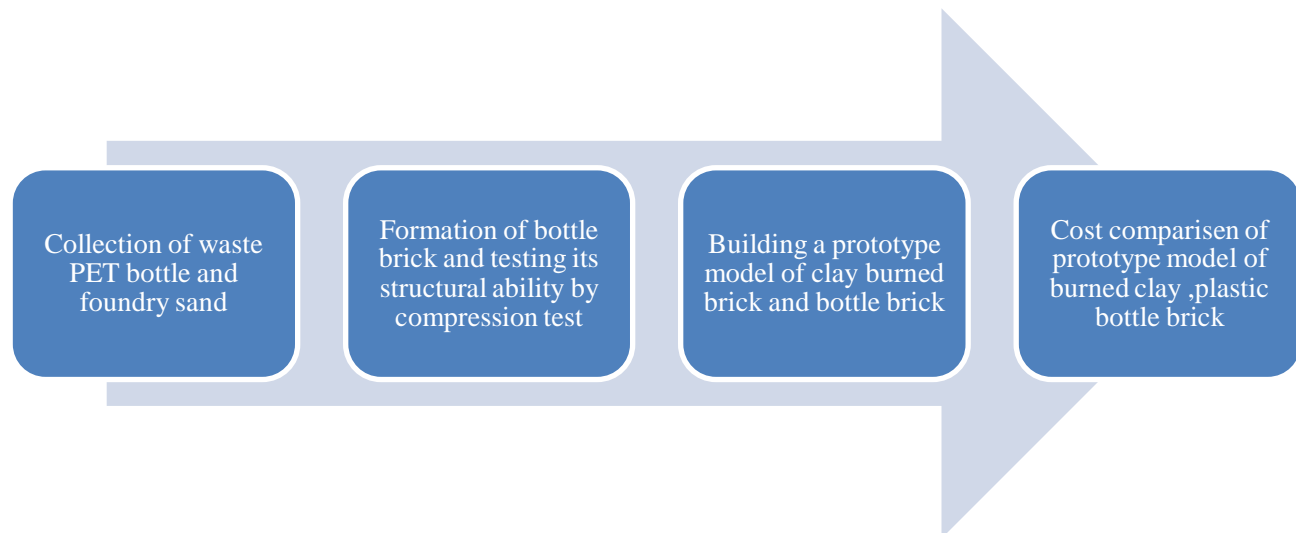 Collection of waste
PET bottle and
foundry sand
Formation of bottle
brick and testing its
structural ability by
compression test
Building a prototype
model of clay burned
brick and bottle brick
Cost comparisen of
prototype model of
burned clay ,plastic
bottle brick